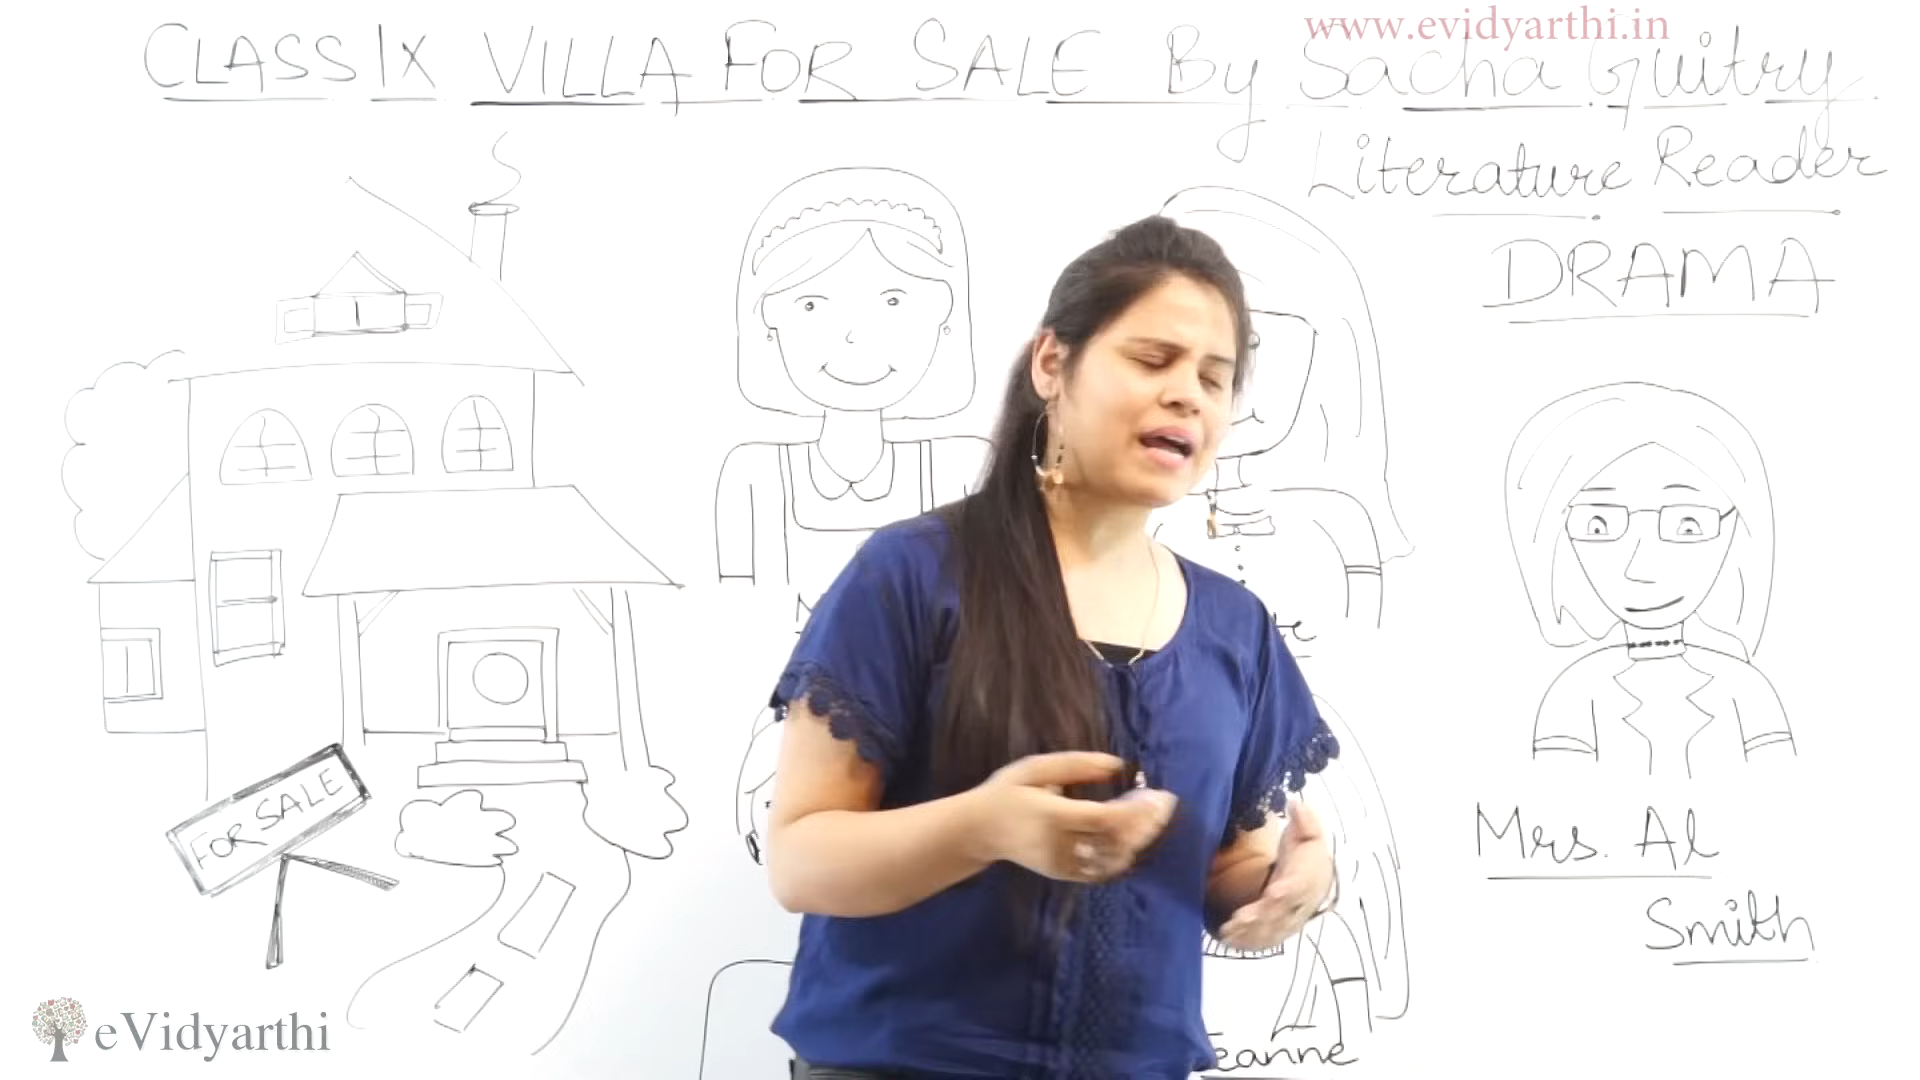 www.evidyarthi.in
CLASS IX VILLA FOR SALE By Sacha Guitry
Literature Reader
DRAMA
FOR SALE
Mrs. Al
Smith
eanne
eVidyarthi